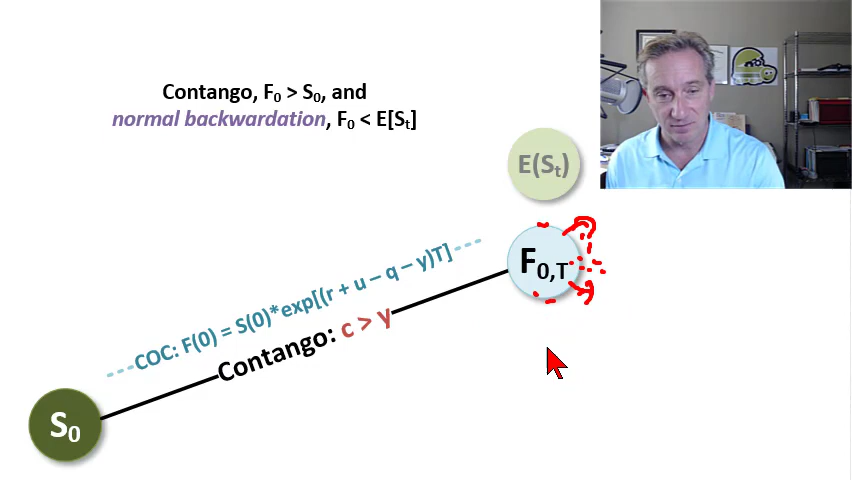 Contango, F₀ > S₀, and
normal backwardation, F₀ < E[Sₜ]
E(Sₜ)
F₀,T
COC: F(0) = S(0)*exp[(r + u – q – y)T]
Contango: c > y
S₀